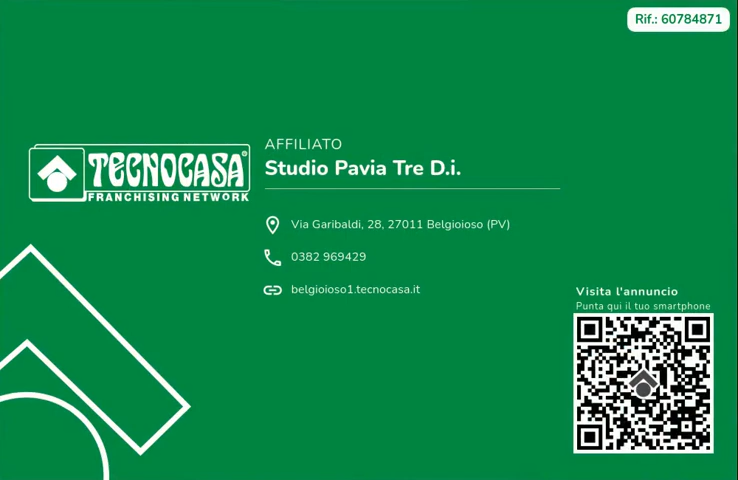 Rif.: 60784871
TECNOCASA®
FRANCHISING NETWORK
AFFILIATO
Studio Pavia Tre D.i.
Via Garibaldi, 28, 27011 Belgioioso (PV)
0382 969429
belgioioso1.tecnocasa.it
Visita l'annuncio
Punta qui il tuo smartphone